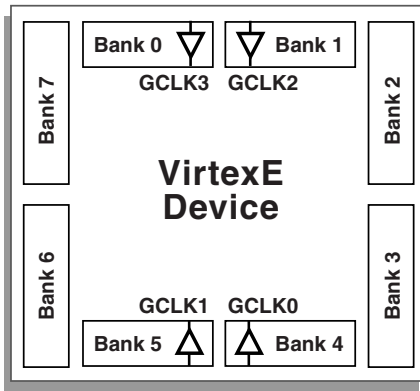 Bank 0
Bank 1
GCLK3
GCLK2
Bank 7
Bank 2
VirtexE
Device
Bank 6
Bank 3
GCLK1
GCLK0
Bank 5
Bank 4